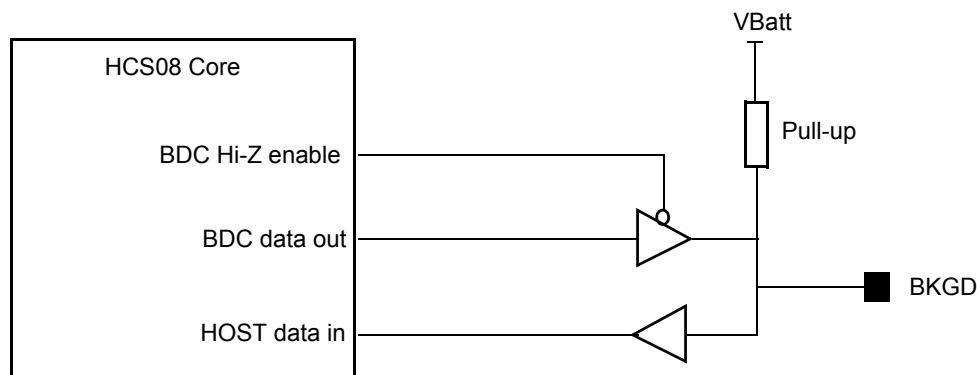 VBatt
HCS08 Core
Pull-up
BDC Hi-Z enable
BDC data out
BKGD
HOST data in